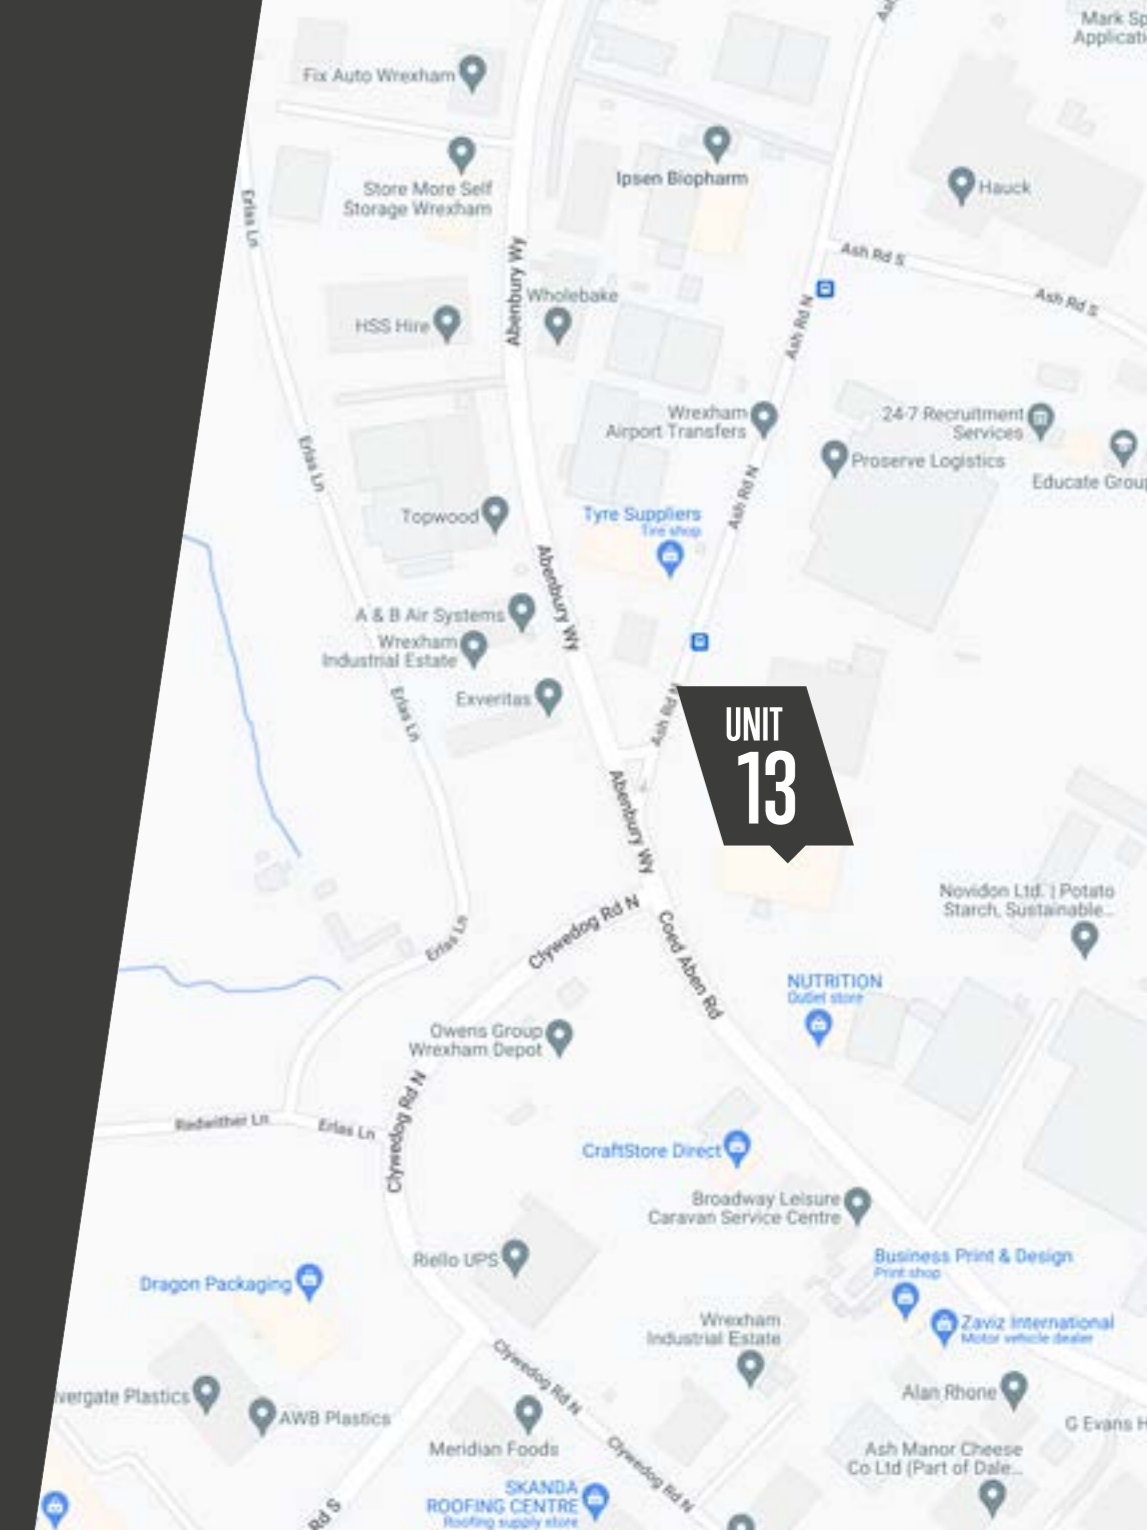 Ash
Mark Sp
Applicati
Fix Auto Wrexham
Store More Self
Storage Wrexham
Ipsen Biopharm
Hauck
Erlas Ln
Abenbury Wy
Ash Rd S
Ash Rd S
Wholebake
HSS Hire
Ash Rd N
Wrexham
Airport Transfers
24-7 Recruitment
Services
Proserve Logistics
Educate Group
Erlas Ln
Ash Rd N
Topwood
Tyre Suppliers
Tire shop
Abenbury Wy
A & B Air Systems
Wrexham
Industrial Estate
Exveritas
Erlas Ln
Ash Rd N
UNIT
13
Abenbury Wy
Novidon Ltd. | Potato
Starch, Sustainable...
Clywedog Rd N
Erlas Ln
Coed Aben Rd
NUTRITION
Outlet store
Owens Group
Wrexham Depot
Clywedog Rd N
Redwither Ln
Erlas Ln
CraftStore Direct
Broadway Leisure
Caravan Service Centre
Riello UPS
Business Print & Design
Print shop
Dragon Packaging
Wrexham
Industrial Estate
Zaviz International
Motor vehicle dealer
Clywedog Rd N
vergate Plastics
AWB Plastics
Alan Rhone
G Evans H
Meridian Foods
Clywedog Rd N
Ash Manor Cheese
Co Ltd (Part of Dale...
SKANDA
ROOFING CENTRE
Roofing supply store
Rd S